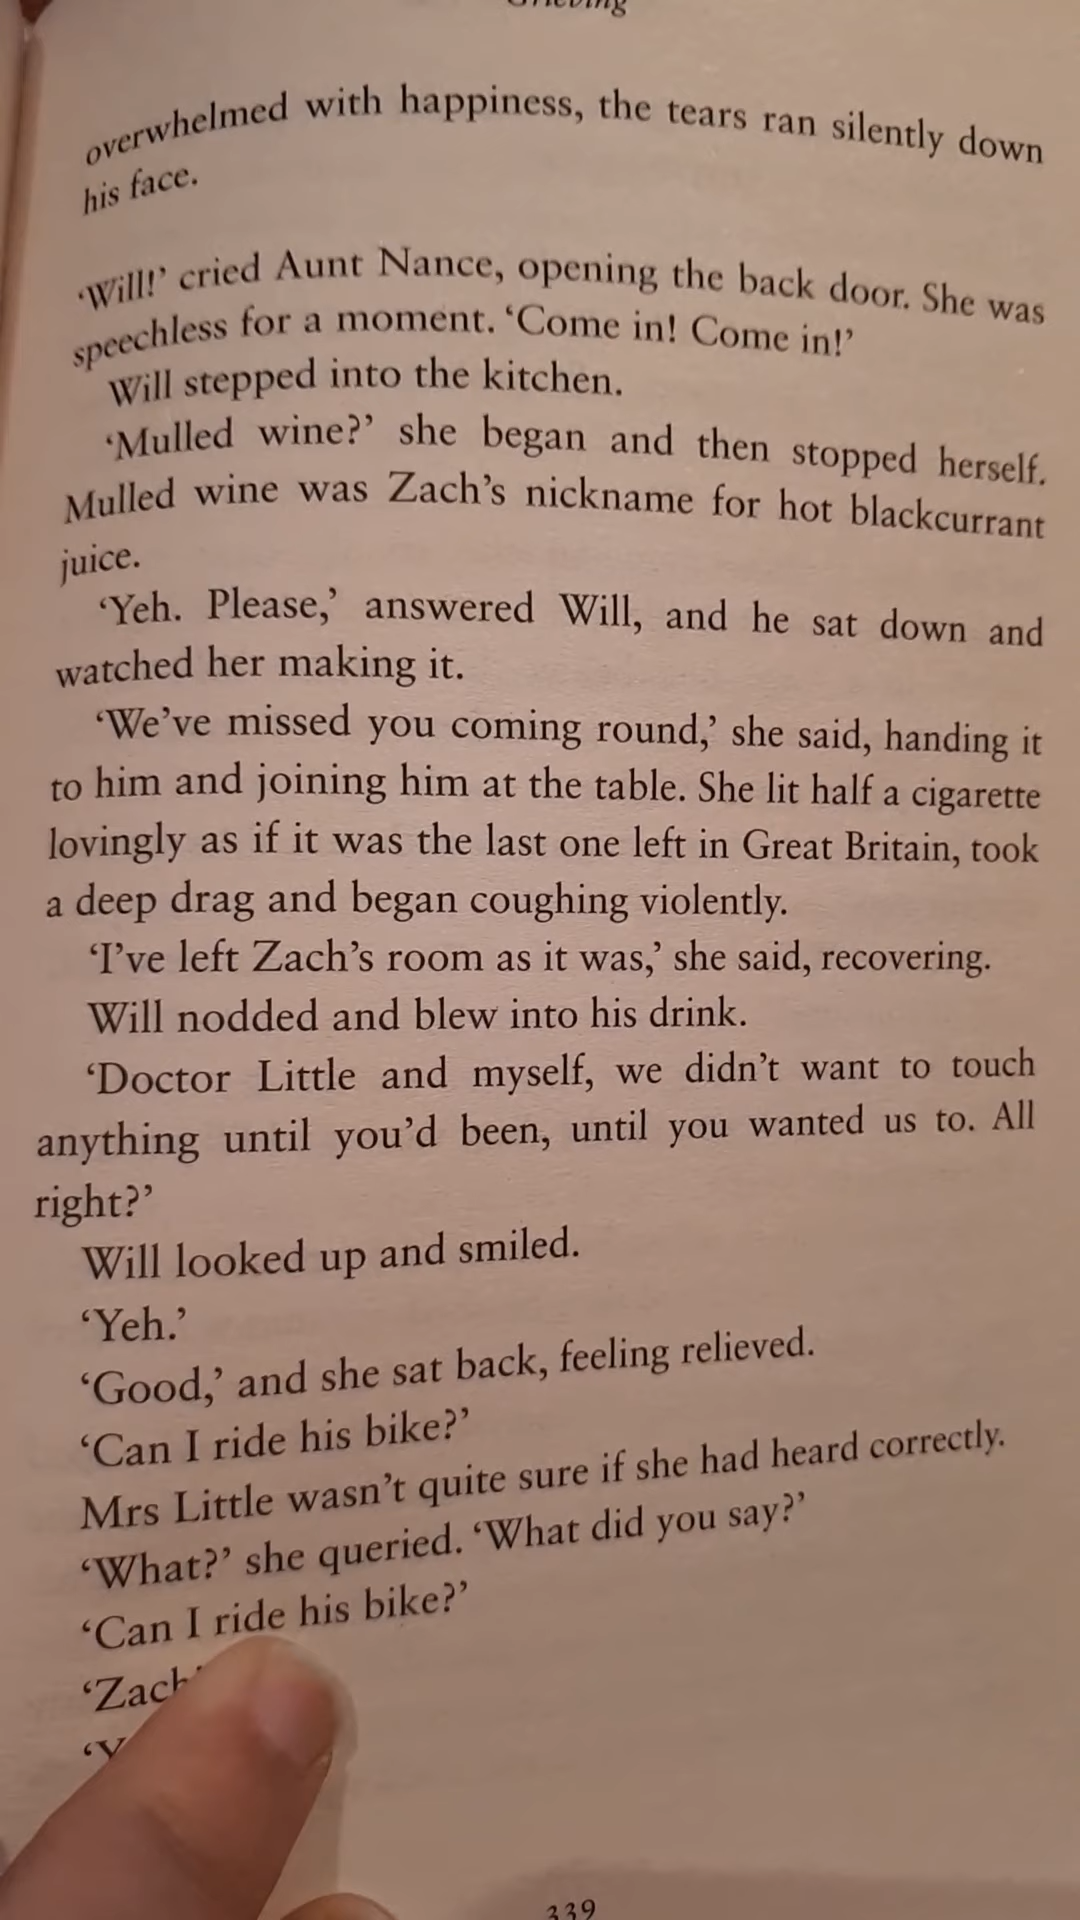 Grieving
overwhelmed with happiness, the tears ran silently down
his face.
‘Will!’ cried Aunt Nance, opening the back door. She was
speechless for a moment. ‘Come in! Come in!’
Will stepped into the kitchen.
‘Mulled wine?’ she began and then stopped herself.
Mulled wine was Zach’s nickname for hot blackcurrant
juice.
‘Yeh. Please,’ answered Will, and he sat down and
watched her making it.
‘We’ve missed you coming round,’ she said, handing it
to him and joining him at the table. She lit half a cigarette
lovingly as if it was the last one left in Great Britain, took
a deep drag and began coughing violently.
‘I’ve left Zach’s room as it was,’ she said, recovering.
Will nodded and blew into his drink.
‘Doctor Little and myself, we didn’t want to touch
anything until you’d been, until you wanted us to. All
right?’
Will looked up and smiled.
‘Yeh.’
‘Good,’ and she sat back, feeling relieved.
‘Can I ride his bike?’
Mrs Little wasn’t quite sure if she had heard correctly.
‘What?’ she queried. ‘What did you say?’
‘Can I ride his bike?’
‘Zach’
339